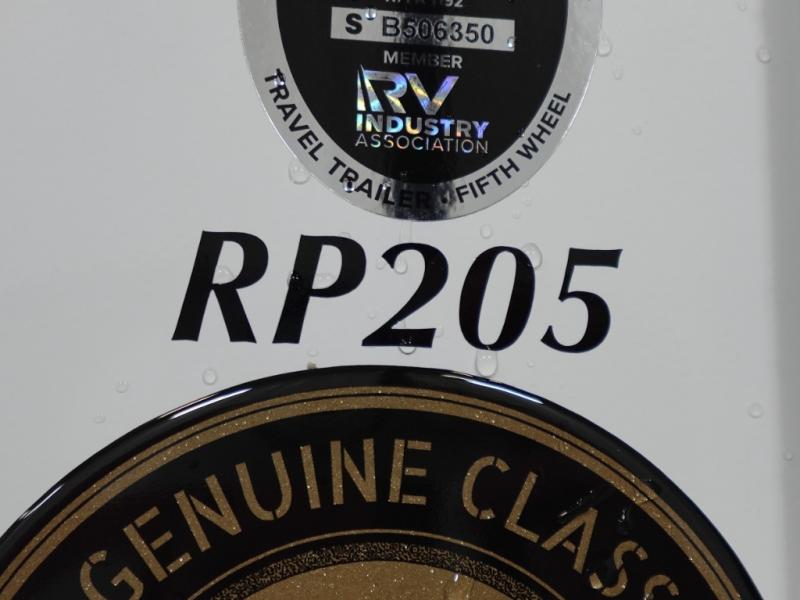 S B506350
MEMBER
RV
INDUSTRY
ASSOCIATION
TRAVEL TRAILER • FIFTH WHEEL
RP205
GENUINE CLASS